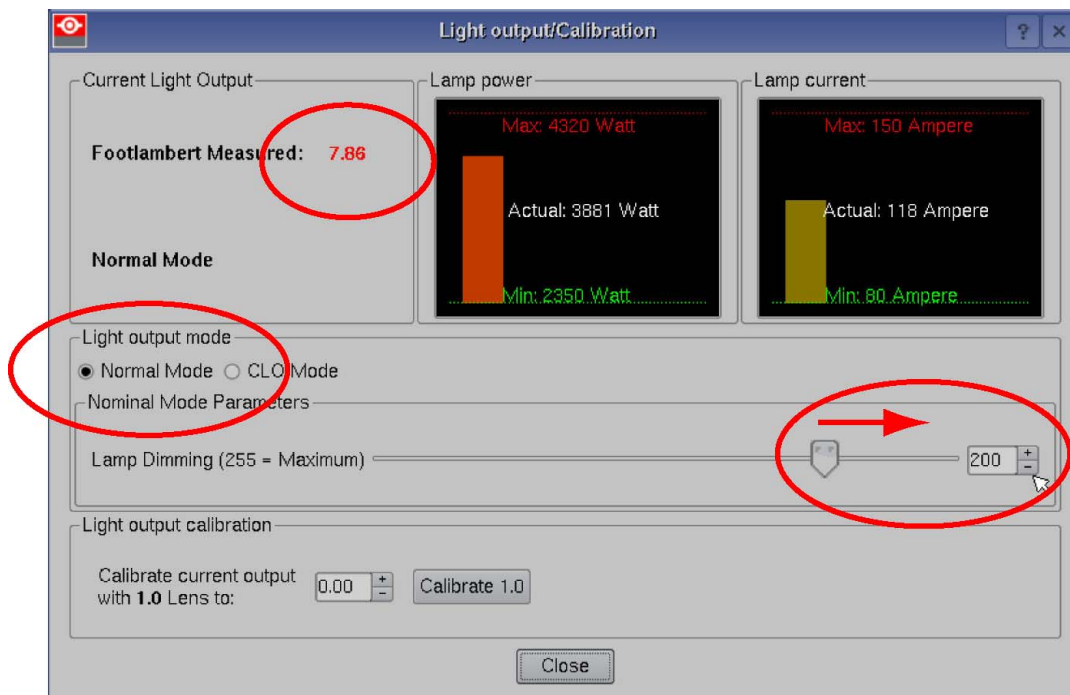 Light output/Calibration
?
×
Current Light Output
Footlambert Measured: 7.86
Normal Mode
Lamp power
Max: 4320 Watt
Actual: 3881 Watt
Min: 2350 Watt
Lamp current
Max: 150 Ampere
Actual: 118 Ampere
Min: 80 Ampere
Light output mode
Normal Mode
CLO Mode
Nominal Mode Parameters
Lamp Dimming (255 = Maximum)
200
Light output calibration
Calibrate current output
with 1.0 Lens to:
0.00
Calibrate 1.0
Close